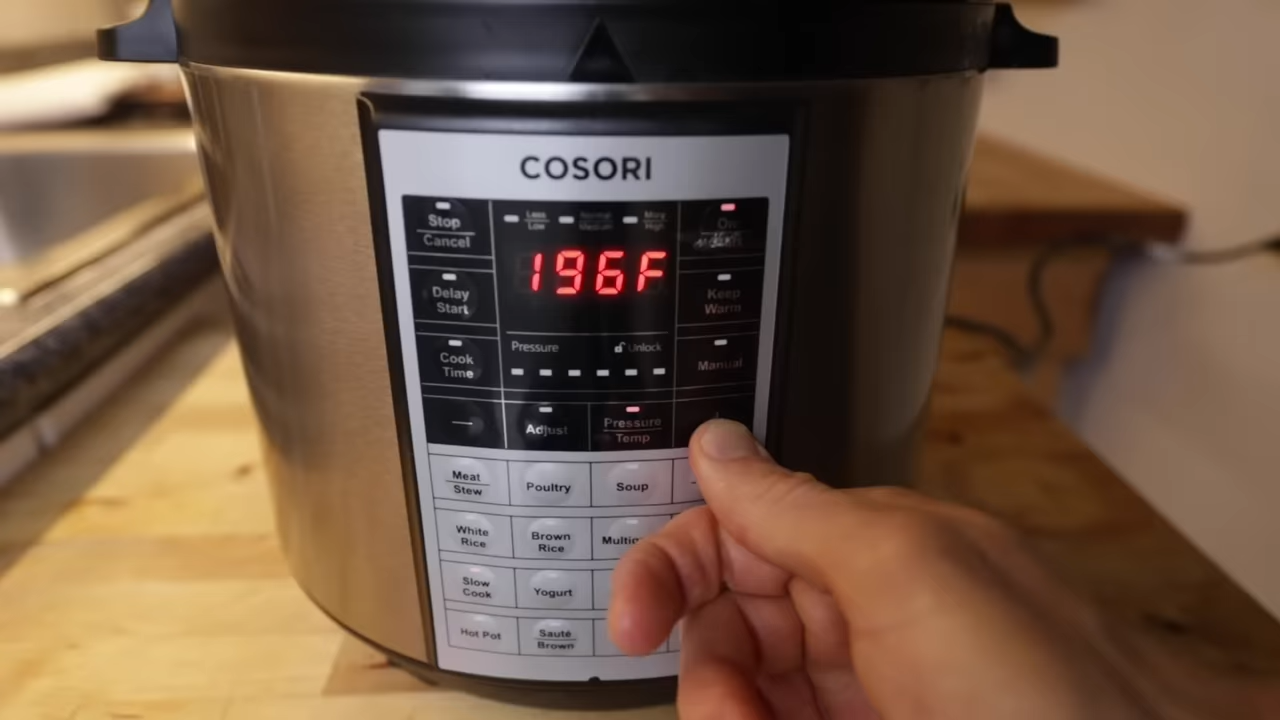 COSORI
Stop
Cancel
Less
Low
Normal
Medium
More
High
On
196F
Delay
Start
Keep
Warm
Pressure
Unlock
Cook
Time
Manual
—
Adjust
Pressure
Temp
Meat
Stew
Poultry
Soup
White
Rice
Brown
Rice
Slow
Cook
Yogurt
Hot Pot
Sauté
Brown